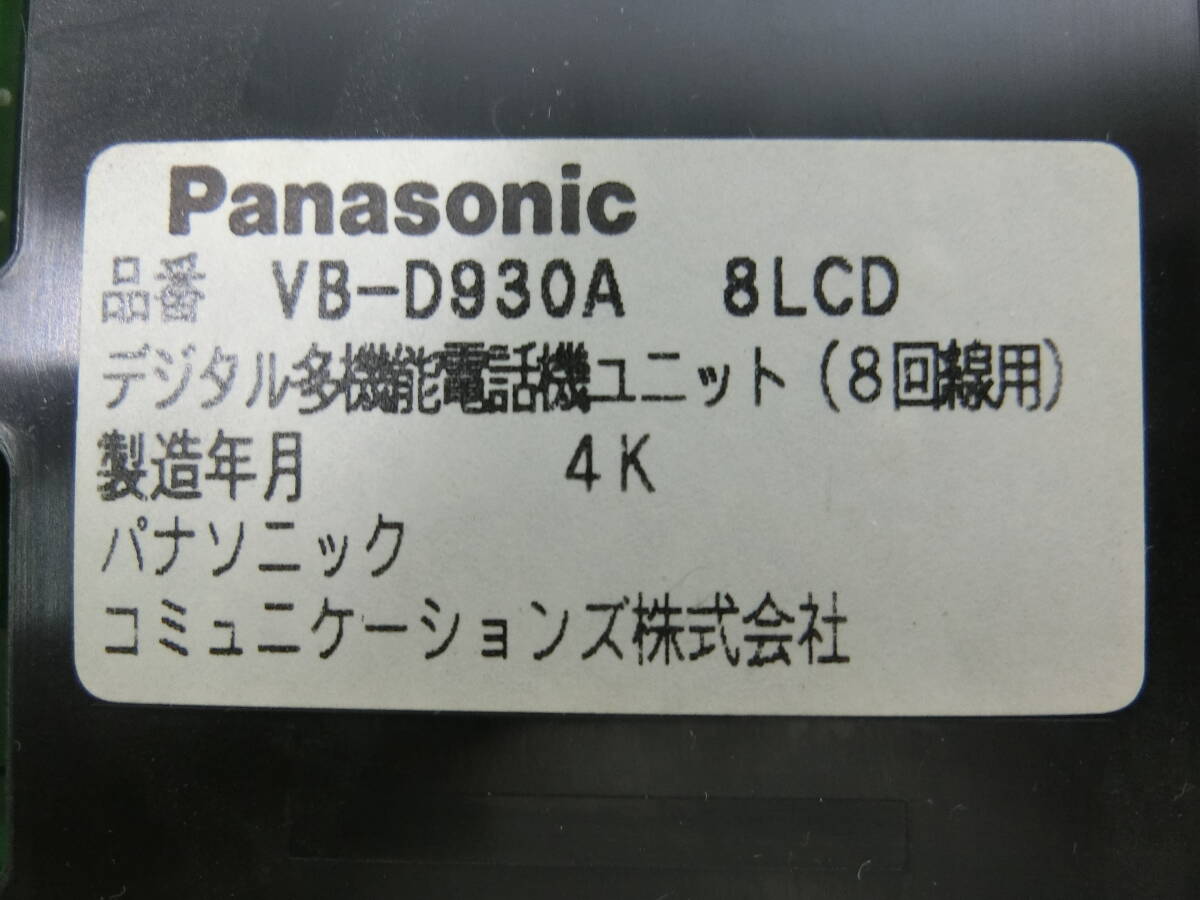 Panasonic
品番 VB-D930A 8LCD
デジタル多機能電話機ユニット(8回線用)
製造年月 4K
パナソニック
コミュニケーションズ株式会社